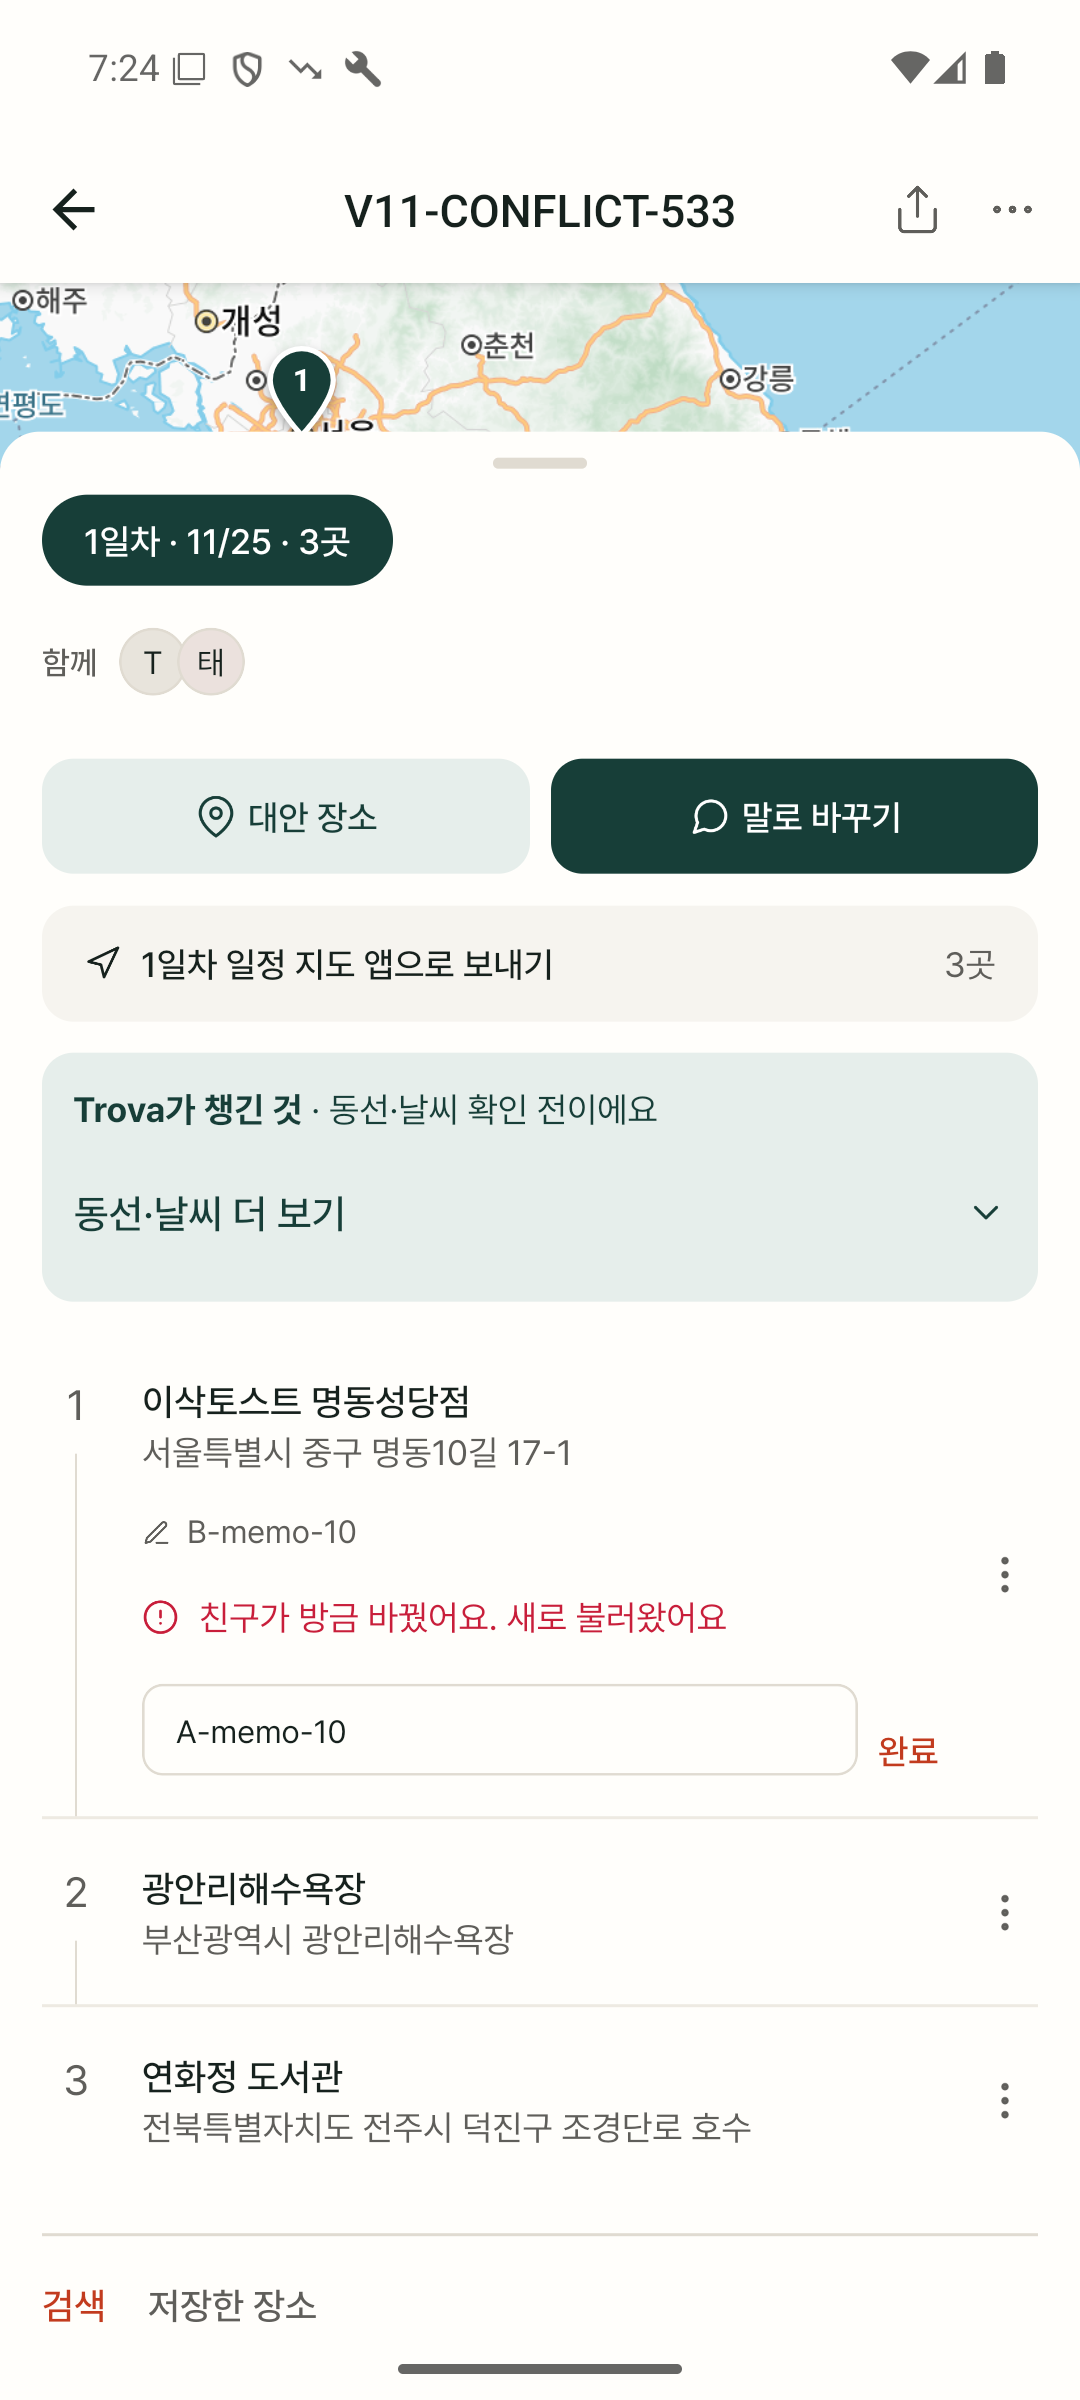 7:24
V11-CONFLICT-533
해주
개성
춘천
강릉
1
1일차 · 11/25 · 3곳
함께 T 태
대안 장소
말로 바꾸기
1일차 일정 지도 앱으로 보내기 3곳
Trova가 챙긴 것 · 동선·날씨 확인 전이에요
동선·날씨 더 보기
1 이삭토스트 명동성당점
서울특별시 중구 명동10길 17-1
B-memo-10
친구가 방금 바꿨어요. 새로 불러왔어요
A-memo-10
완료
2 광안리해수욕장
부산광역시 광안리해수욕장
3 연화정 도서관
전북특별자치도 전주시 덕진구 조경단로 호수
검색 저장한 장소